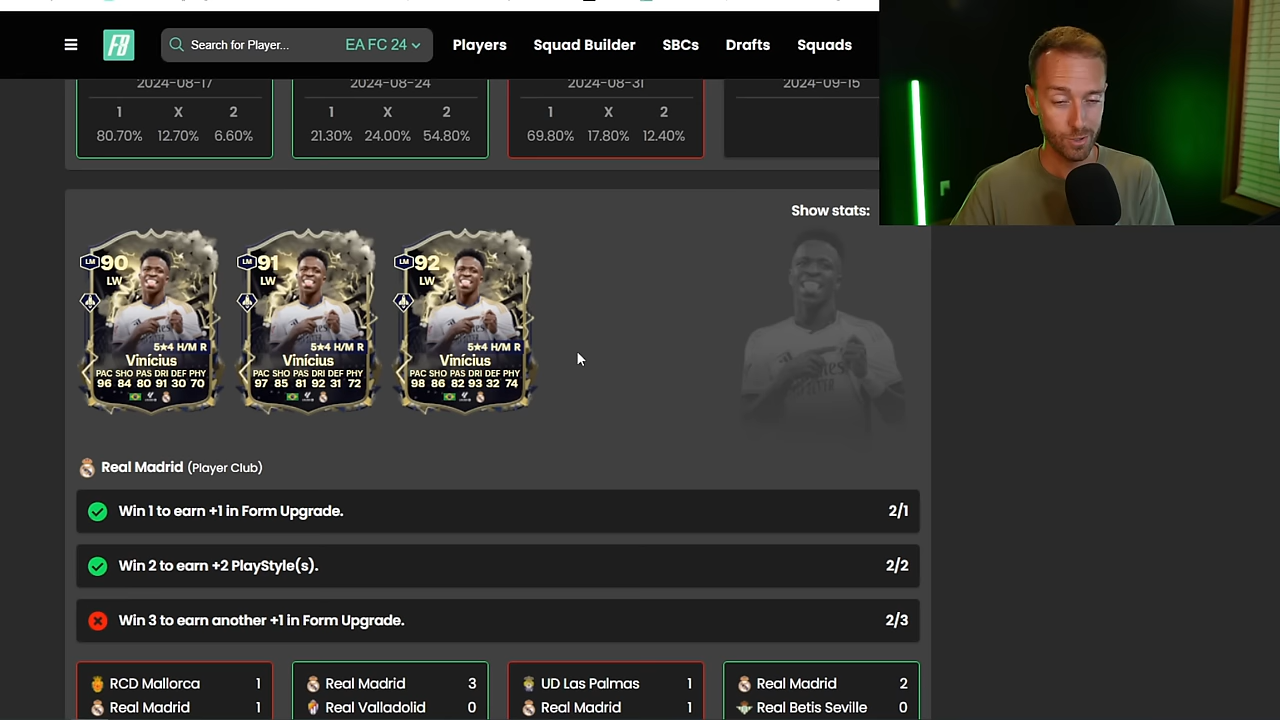 FB Search for Player... EA FC 24 Players Squad Builder SBCs Drafts Squads
2024-08-17 2024-08-24 2024-08-31 2024-09-15
1 X 2 1 X 2 1 X 2
80.70% 12.70% 6.60% 21.30% 24.00% 54.80% 69.80% 17.80% 12.40%
Show stats:
LM 90 LM 91 LM 92
LW LW LW
5★4 H/M R 5★4 H/M R 5★4 H/M R
Vinícius Vinícius Vinícius
PAC SHO PAS DRI DEF PHY PAC SHO PAS DRI DEF PHY PAC SHO PAS DRI DEF PHY
96 84 80 91 30 70 97 85 81 92 31 72 98 86 82 93 32 74
Real Madrid (Player Club)
Win 1 to earn +1 in Form Upgrade. 2/1
Win 2 to earn +2 PlayStyle(s). 2/2
Win 3 to earn another +1 in Form Upgrade. 2/3
RCD Mallorca 1 Real Madrid 3 UD Las Palmas 1 Real Madrid 2
Real Madrid 1 Real Valladolid 0 Real Madrid 1 Real Betis Seville 0